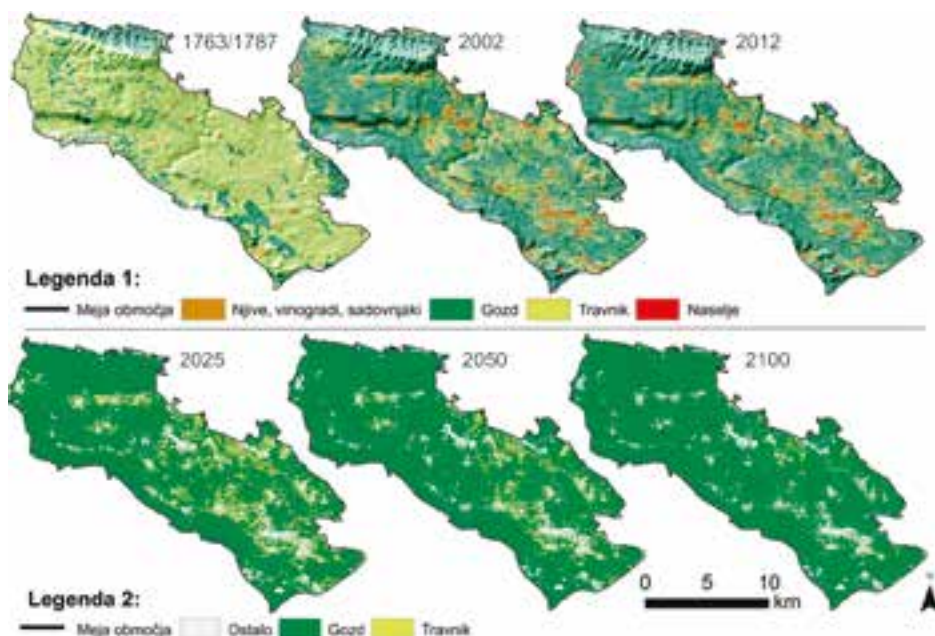 1763/1787 2002 2012
Legenda 1:
Meja območja Njive, vinogradi, sadovnjaki Gozd Travnik Naselje
2025 2050 2100
0 5 10
km
Legenda 2:
Meja območja Ostalo Gozd Travnik